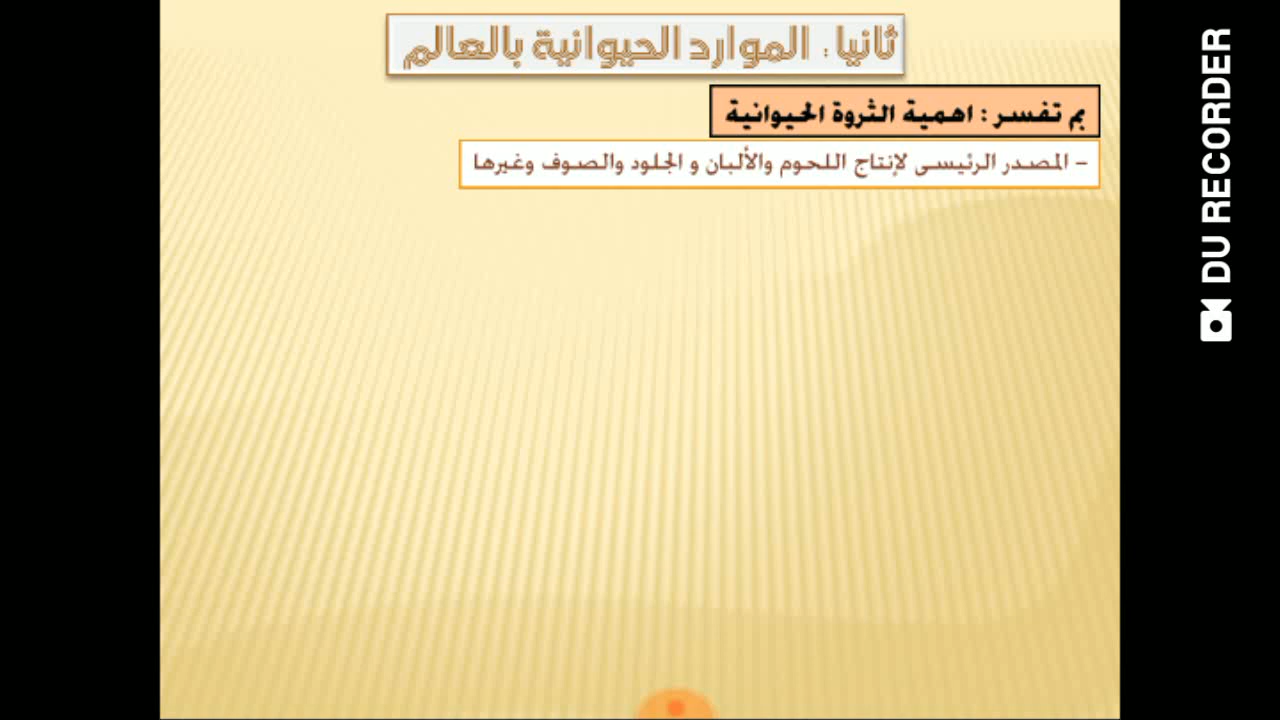 ثانيا : الموارد الحيوانية بالعالم
بم تفسر : اهمية الثروة الحيوانية
- المصدر الرئيسى لإنتاج اللحوم والألبان و الجلود والصوف وغيرها
DU RECORDER